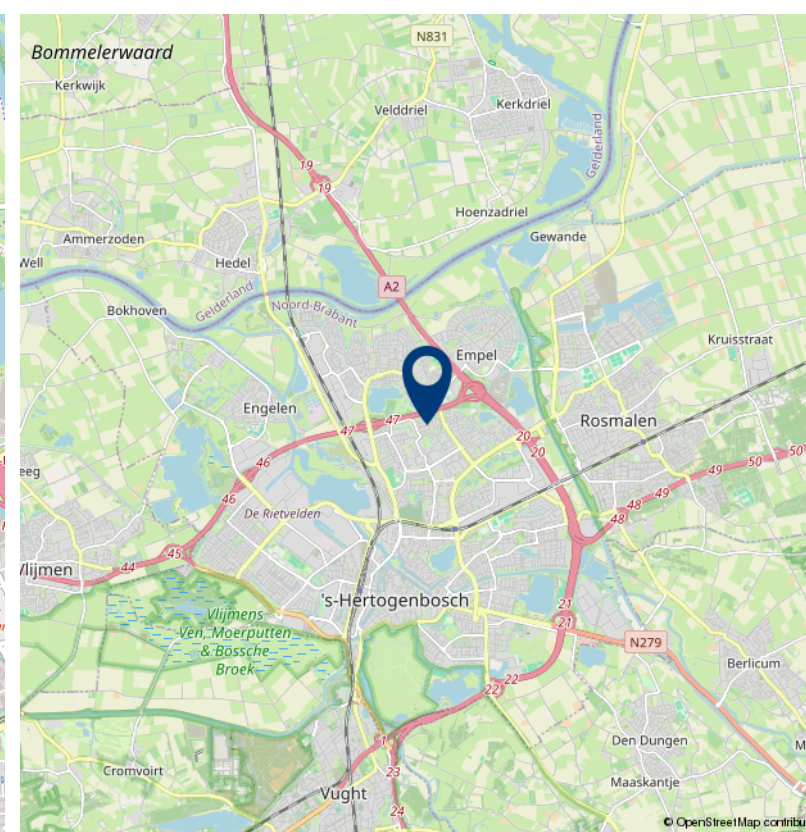 N831
Bommelerwaard
Kerkwijk
Velddriel
Kerkdriel
Gelderland
19
19
Hoenzadriel
Ammerzoden
Gewande
Well
Hedel
A2
Gelderland
Noord-Brabant
Bokhoven
Kruisstraat
Empel
Engelen
47
47
Rosmalen
20
20
46
50
50
49
eeg
46
49
48
48
De Rietvelden
45
44
Vlijmen
's-Hertogenbosch
21
21
Vlijmens
Ven, Moerputten
& Bossche
Broek
N279
Berlicum
22
22
Den Dungen
1
M
Cromvoirt
23
Maaskantje
Vught
24
© OpenStreetMap contribu